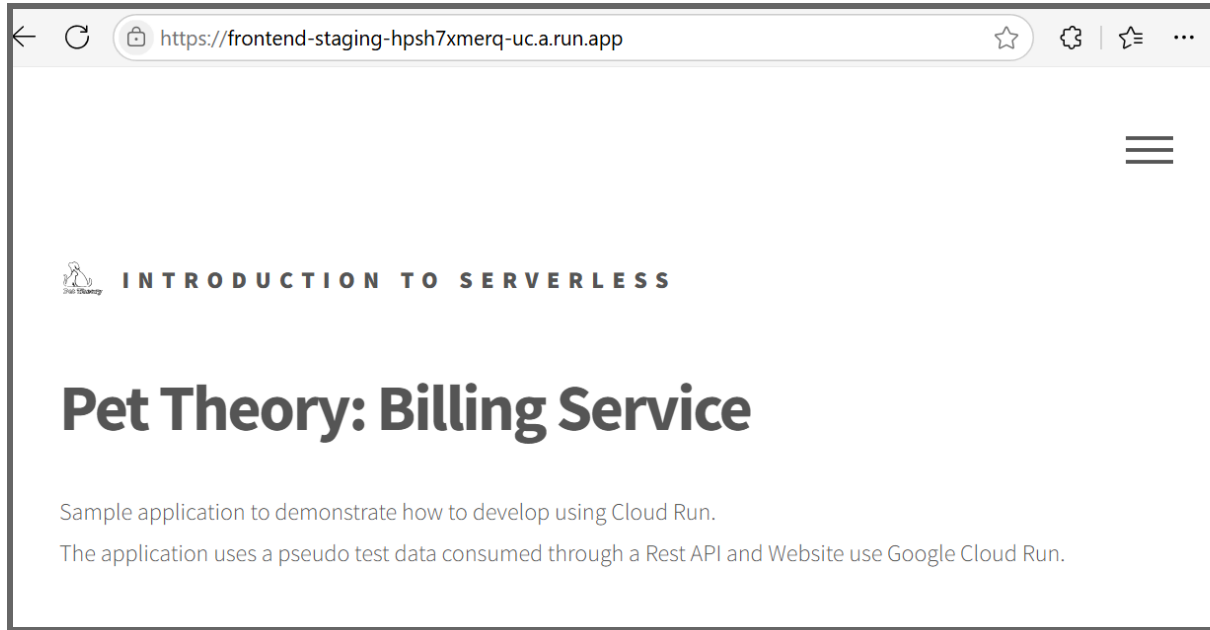 https://frontend-staging-hpsh7xmerq-uc.a.run.app
Pet Theory
INTRODUCTION TO SERVERLESS
Pet Theory: Billing Service
Sample application to demonstrate how to develop using Cloud Run.
The application uses a pseudo test data consumed through a Rest API and Website use Google Cloud Run.